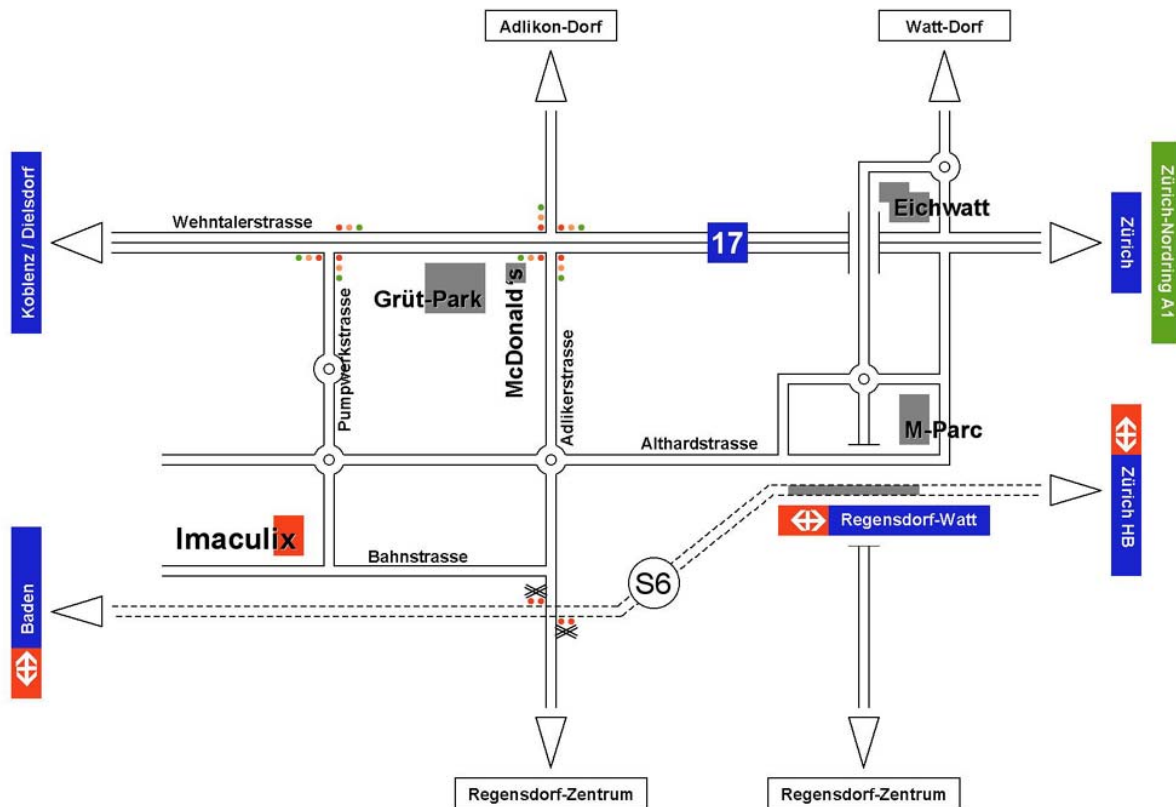 Adlikon-Dorf
Watt-Dorf
Koblenz / Dielsdorf
Wehntalerstrasse
17
Eichwatt
Zürich
Zürich-Nordring A1
Grüt-Park
McDonald's
Pumpwerkstrasse
Adlikerstrasse
Althardstrasse
M-Parc
Zürich HB
Regensdorf-Watt
Imaculix
Bahnstrasse
S6
Baden
Regensdorf-Zentrum
Regensdorf-Zentrum